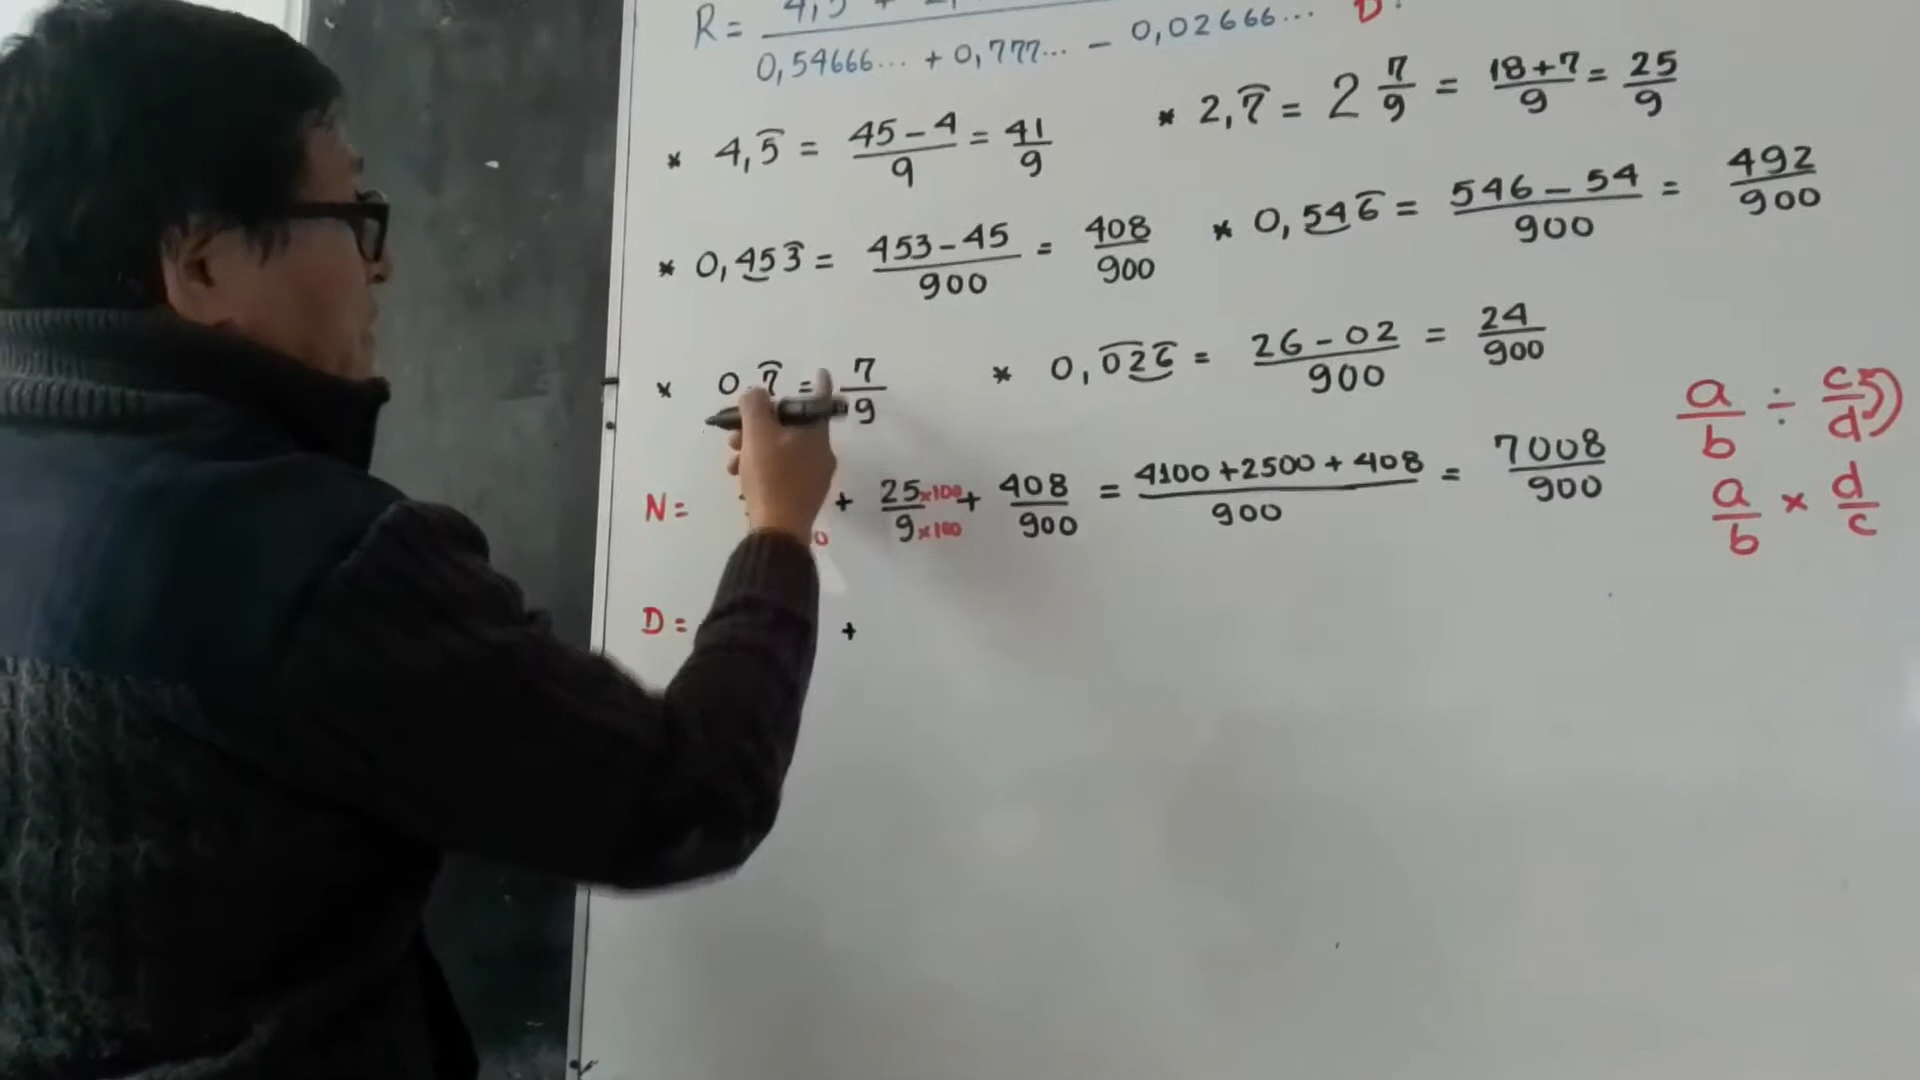 R =
0,54666... + 0,777... - 0,02666... D
* 4,5̅ = (45 - 4)/9 = 41/9
* 2,7̅ = 2 7/9 = (18+7)/9 = 25/9
* 0,453̅ = (453 - 45)/900 = 408/900
* 0,546̅ = (546 - 54)/900 = 492/900
* 0,7̅ = 7/9
* 0,0̅26̅ = (26 - 02)/900 = 24/900
a/b ÷ c/d
N = + 25×100/9×100 + 408/900 = (4100 + 2500 + 408)/900 = 7008/900
a/b × d/c
D = +